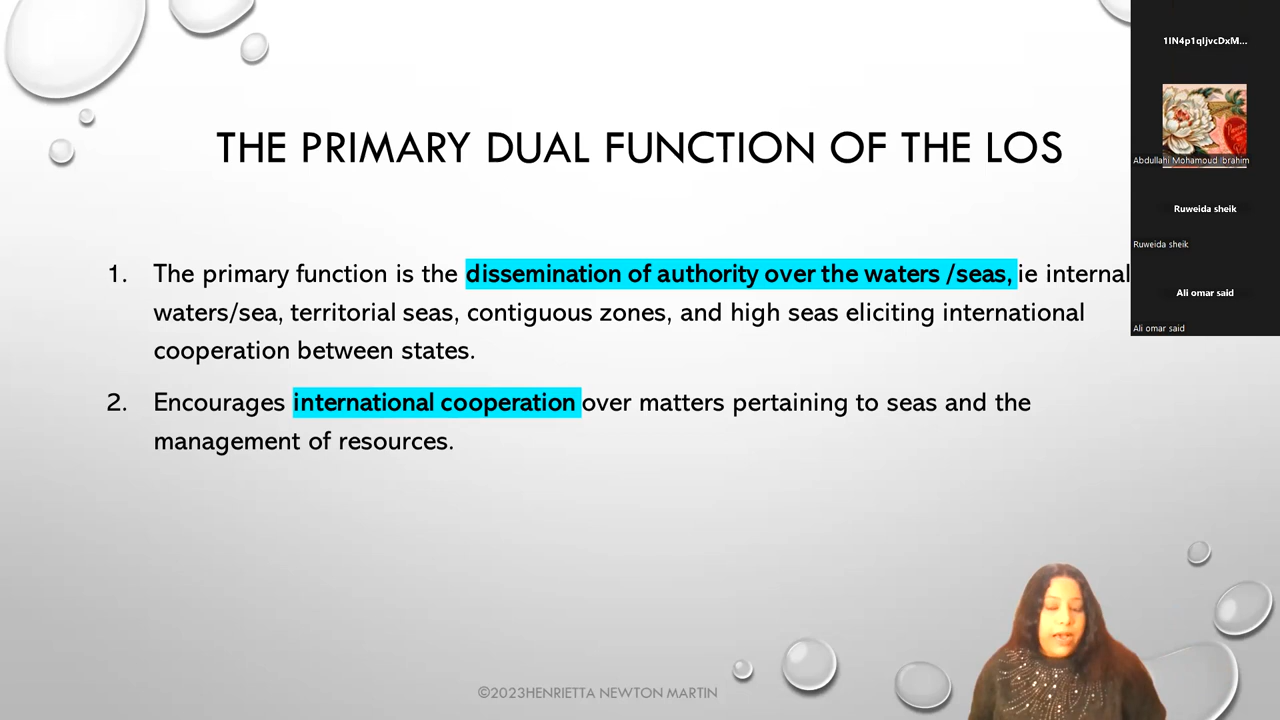 THE PRIMARY DUAL FUNCTION OF THE LOS
1. The primary function is the dissemination of authority over the waters /seas, ie internal
waters/sea, territorial seas, contiguous zones, and high seas eliciting international
cooperation between states.
2. Encourages international cooperation over matters pertaining to seas and the
management of resources.
©2023HENRIETTA NEWTON MARTIN
1IN4p1qIjvcDxM...
Abdullahi Mohamoud Ibrahim
Ruweida sheik
Ruweida sheik
Ali omar said
Ali omar said